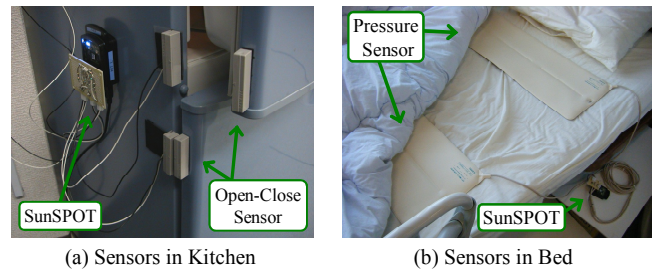 SunSPOT
Open-Close
Sensor
(a) Sensors in Kitchen
Pressure
Sensor
SunSPOT
(b) Sensors in Bed